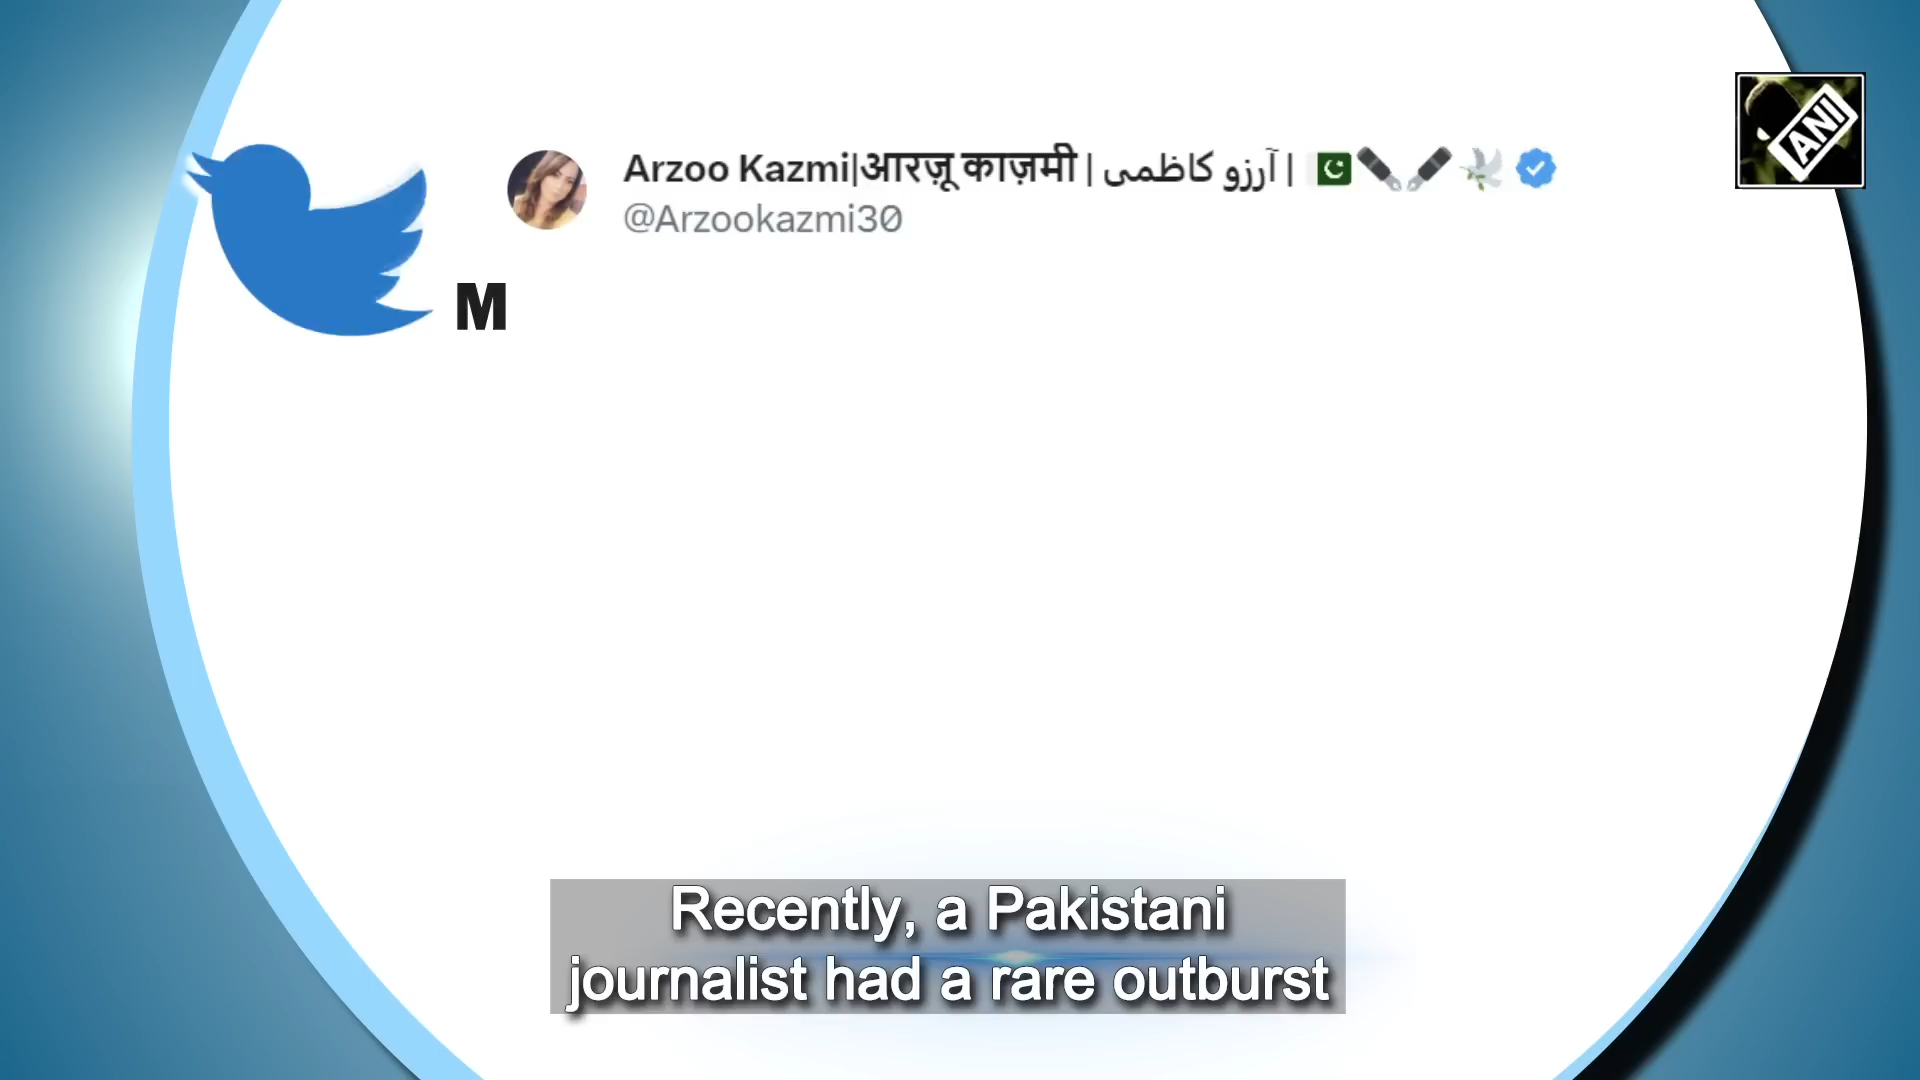 ANI
Arzoo Kazmi|आरज़ू काज़मी | آرزو کاظمی |
@Arzookazmi30
M
Recently, a Pakistani
journalist had a rare outburst